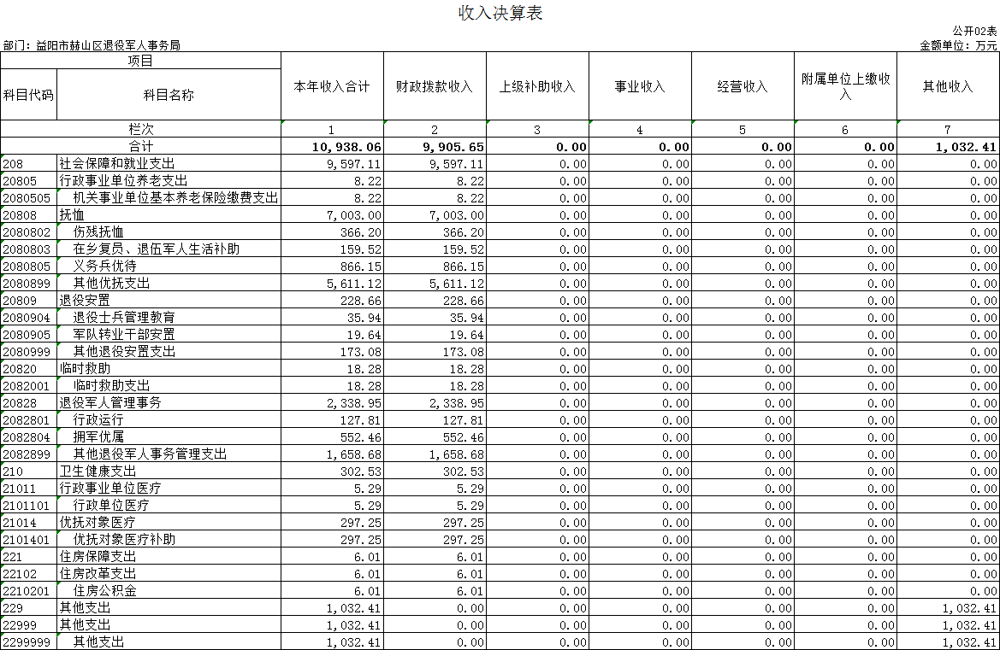 收入决算表
公开02表
部门：益阳市赫山区退役军人事务局 金额单位：万元
项目 本年收入合计 财政拨款收入 上级补助收入 事业收入 经营收入 附属单位上缴收入 其他收入
科目代码 科目名称
栏次 1 2 3 4 5 6 7
合计 10,938.06 9,905.65 0.00 0.00 0.00 0.00 1,032.41
208 社会保障和就业支出 9,597.11 9,597.11 0.00 0.00 0.00 0.00 0.00
20805 行政事业单位养老支出 8.22 8.22 0.00 0.00 0.00 0.00 0.00
2080505 机关事业单位基本养老保险缴费支出 8.22 8.22 0.00 0.00 0.00 0.00 0.00
20808 抚恤 7,003.00 7,003.00 0.00 0.00 0.00 0.00 0.00
2080802 伤残抚恤 366.20 366.20 0.00 0.00 0.00 0.00 0.00
2080803 在乡复员、退伍军人生活补助 159.52 159.52 0.00 0.00 0.00 0.00 0.00
2080805 义务兵优待 866.15 866.15 0.00 0.00 0.00 0.00 0.00
2080899 其他优抚支出 5,611.12 5,611.12 0.00 0.00 0.00 0.00 0.00
20809 退役安置 228.66 228.66 0.00 0.00 0.00 0.00 0.00
2080904 退役士兵管理教育 35.94 35.94 0.00 0.00 0.00 0.00 0.00
2080905 军队转业干部安置 19.64 19.64 0.00 0.00 0.00 0.00 0.00
2080999 其他退役安置支出 173.08 173.08 0.00 0.00 0.00 0.00 0.00
20820 临时救助 18.28 18.28 0.00 0.00 0.00 0.00 0.00
2082001 临时救助支出 18.28 18.28 0.00 0.00 0.00 0.00 0.00
20828 退役军人管理事务 2,338.95 2,338.95 0.00 0.00 0.00 0.00 0.00
2082801 行政运行 127.81 127.81 0.00 0.00 0.00 0.00 0.00
2082804 拥军优属 552.46 552.46 0.00 0.00 0.00 0.00 0.00
2082899 其他退役军人事务管理支出 1,658.68 1,658.68 0.00 0.00 0.00 0.00 0.00
210 卫生健康支出 302.53 302.53 0.00 0.00 0.00 0.00 0.00
21011 行政事业单位医疗 5.29 5.29 0.00 0.00 0.00 0.00 0.00
2101101 行政单位医疗 5.29 5.29 0.00 0.00 0.00 0.00 0.00
21014 优抚对象医疗 297.25 297.25 0.00 0.00 0.00 0.00 0.00
2101401 优抚对象医疗补助 297.25 297.25 0.00 0.00 0.00 0.00 0.00
221 住房保障支出 6.01 6.01 0.00 0.00 0.00 0.00 0.00
22102 住房改革支出 6.01 6.01 0.00 0.00 0.00 0.00 0.00
2210201 住房公积金 6.01 6.01 0.00 0.00 0.00 0.00 0.00
229 其他支出 1,032.41 0.00 0.00 0.00 0.00 0.00 1,032.41
22999 其他支出 1,032.41 0.00 0.00 0.00 0.00 0.00 1,032.41
2299999 其他支出 1,032.41 0.00 0.00 0.00 0.00 0.00 1,032.41